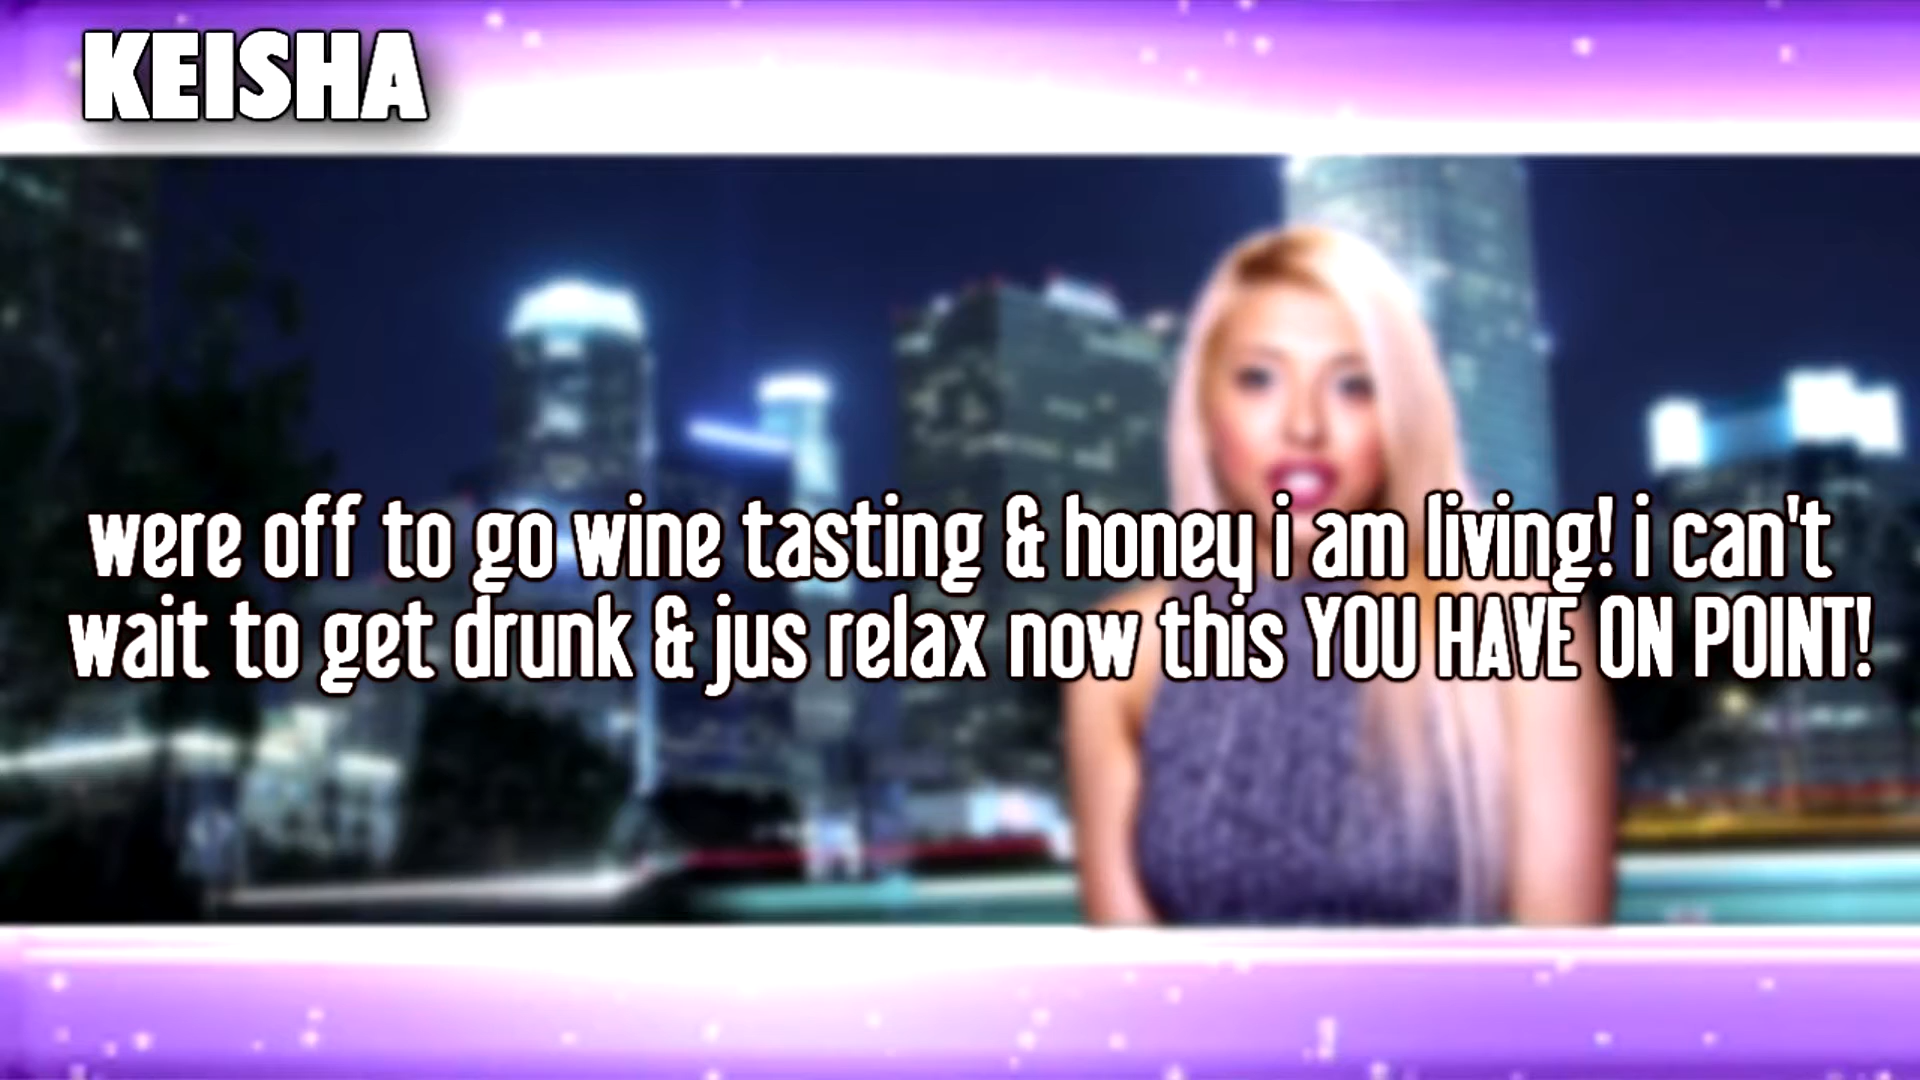 KEISHA
were off to go wine tasting & honey i am living! i can't
wait to get drunk & jus relax now this YOU HAVE ON POINT!